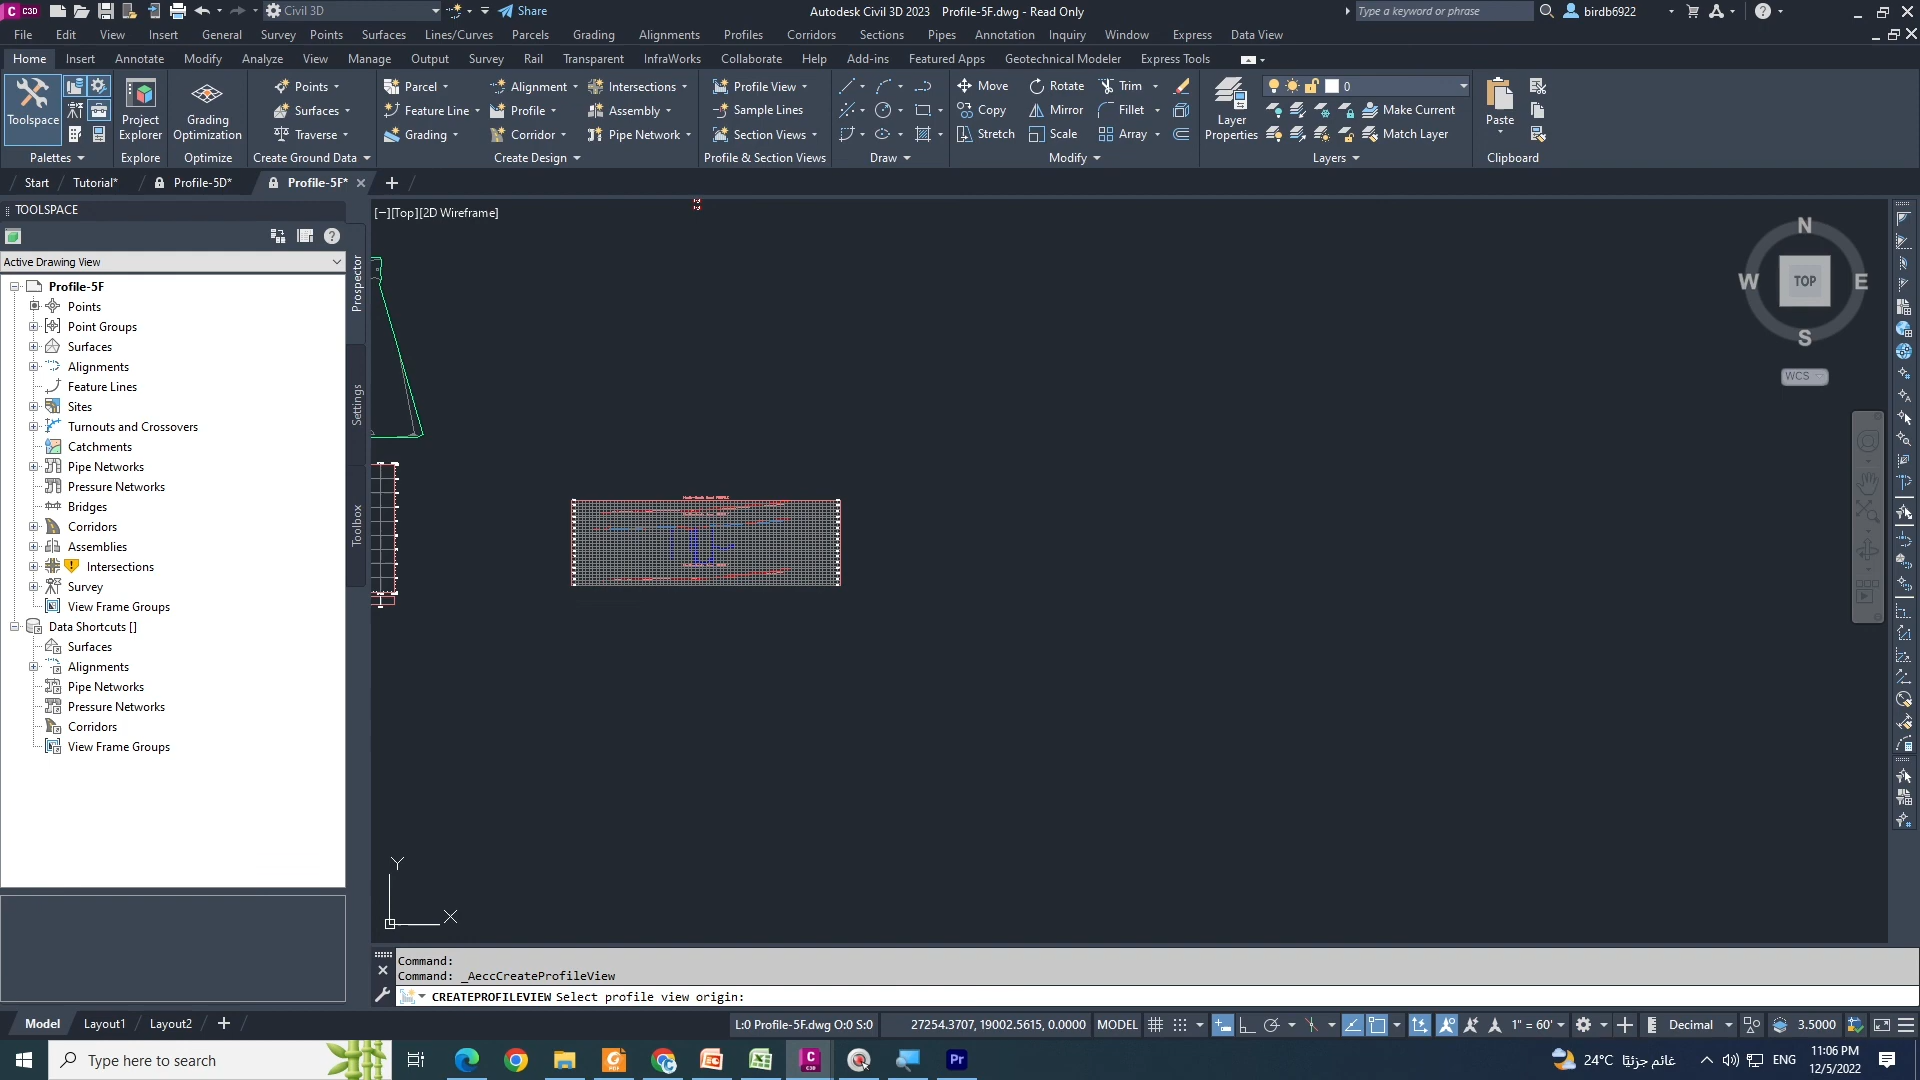 C3D Civil 3D Share Autodesk Civil 3D 2023 Profile-5F.dwg - Read Only Type a keyword or phrase birdb6922
File Edit View Insert General Survey Points Surfaces Lines/Curves Parcels Grading Alignments Profiles Corridors Sections Pipes Annotation Inquiry Window Express Data View
Home Insert Annotate Modify Analyze View Manage Output Survey Rail Transparent InfraWorks Collaborate Help Add-ins Featured Apps Geotechnical Modeler Express Tools
Points Parcel Alignment Intersections Profile View Move Rotate Trim 0
Surfaces Feature Line Profile Assembly Sample Lines Copy Mirror Fillet Make Current
Traverse Grading Corridor Pipe Network Section Views Stretch Scale Array Match Layer
Toolspace Project Explorer Grading Optimization Layer Properties Paste
Palettes Explore Optimize Create Ground Data Create Design Profile & Section Views Draw Modify Layers Clipboard
Start Tutorial* Profile-5D* Profile-5F*
TOOLSPACE
[−][Top][2D Wireframe]
Active Drawing View
Prospector
Settings
Toolbox
Profile-5F
Points
Point Groups
Surfaces
Alignments
Feature Lines
Sites
Turnouts and Crossovers
Catchments
Pipe Networks
Pressure Networks
Bridges
Corridors
Assemblies
Intersections
Survey
View Frame Groups
Data Shortcuts []
Surfaces
Alignments
Pipe Networks
Pressure Networks
Corridors
View Frame Groups
N
W TOP E
S
WCS
Y
X
Command:
Command: _AeccCreateProfileView
CREATEPROFILEVIEW Select profile view origin:
Model Layout1 Layout2 + L:0 Profile-5F.dwg O:0 S:0 27254.3707, 19002.5615, 0.0000 MODEL 1" = 60' Decimal 3.5000
Type here to search 24°C غائم جزئيًا ENG 11:06 PM
12/5/2022